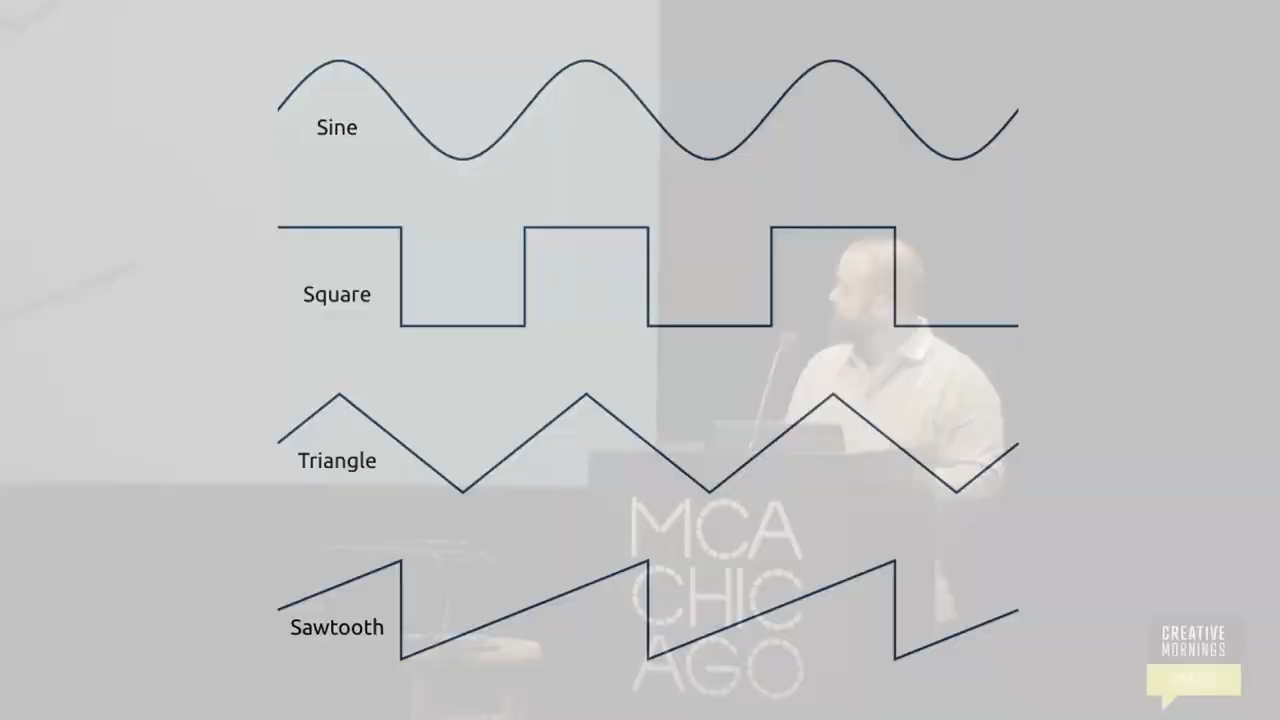 Sine
Square
Triangle
Sawtooth
MCA
CHIC
AGO
CREATIVE
MORNINGS